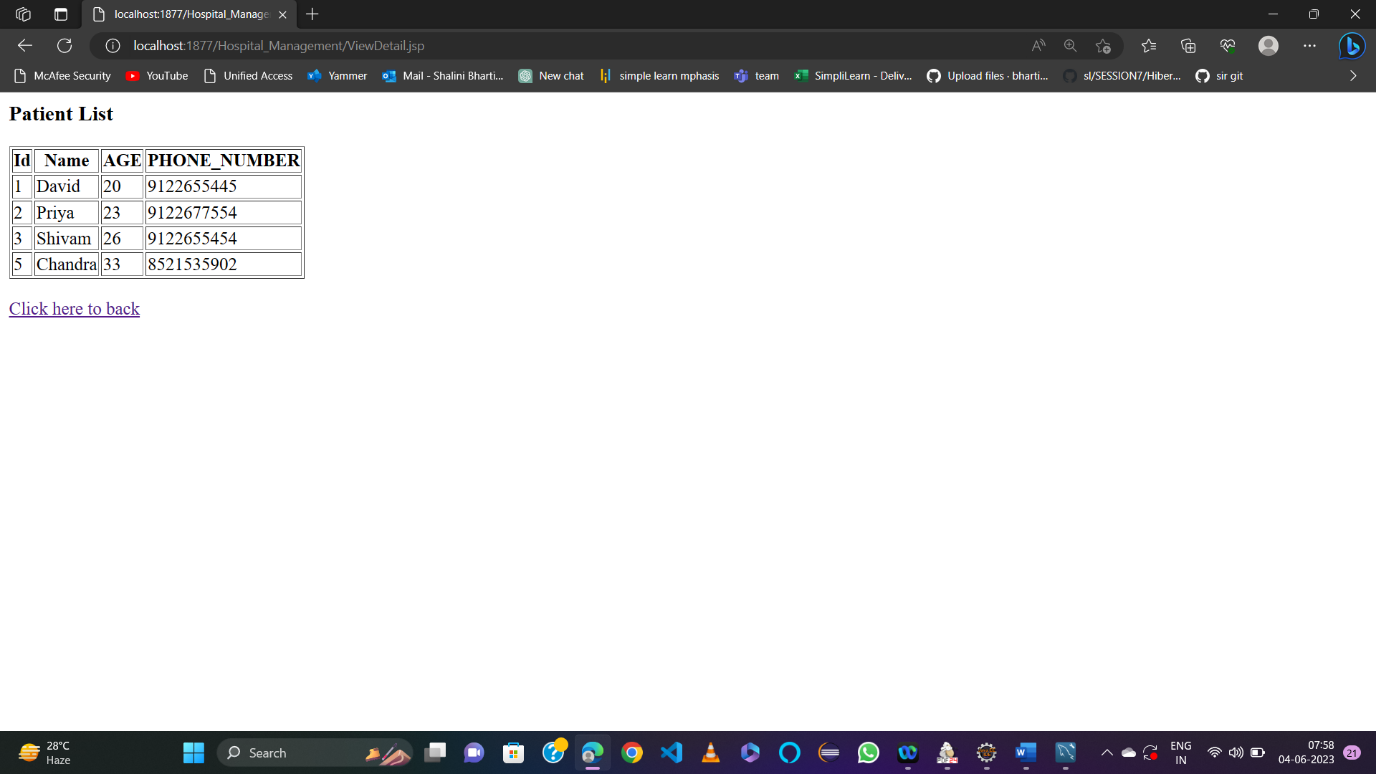 localhost:1877/Hospital_Manage
localhost:1877/Hospital_Management/ViewDetail.jsp
McAfee Security YouTube Unified Access Yammer Mail - Shalini Bharti... New chat simple learn mphasis team SimpliLearn - Deliv... Upload files · bharti... sl/SESSION7/Hiber... sir git
Patient List
Id Name AGE PHONE_NUMBER
1 David 20 9122655445
2 Priya 23 9122677554
3 Shivam 26 9122655454
5 Chandra 33 8521535902
Click here to back
28°C
Haze
Search
ENG
IN
07:58
04-06-2023
21